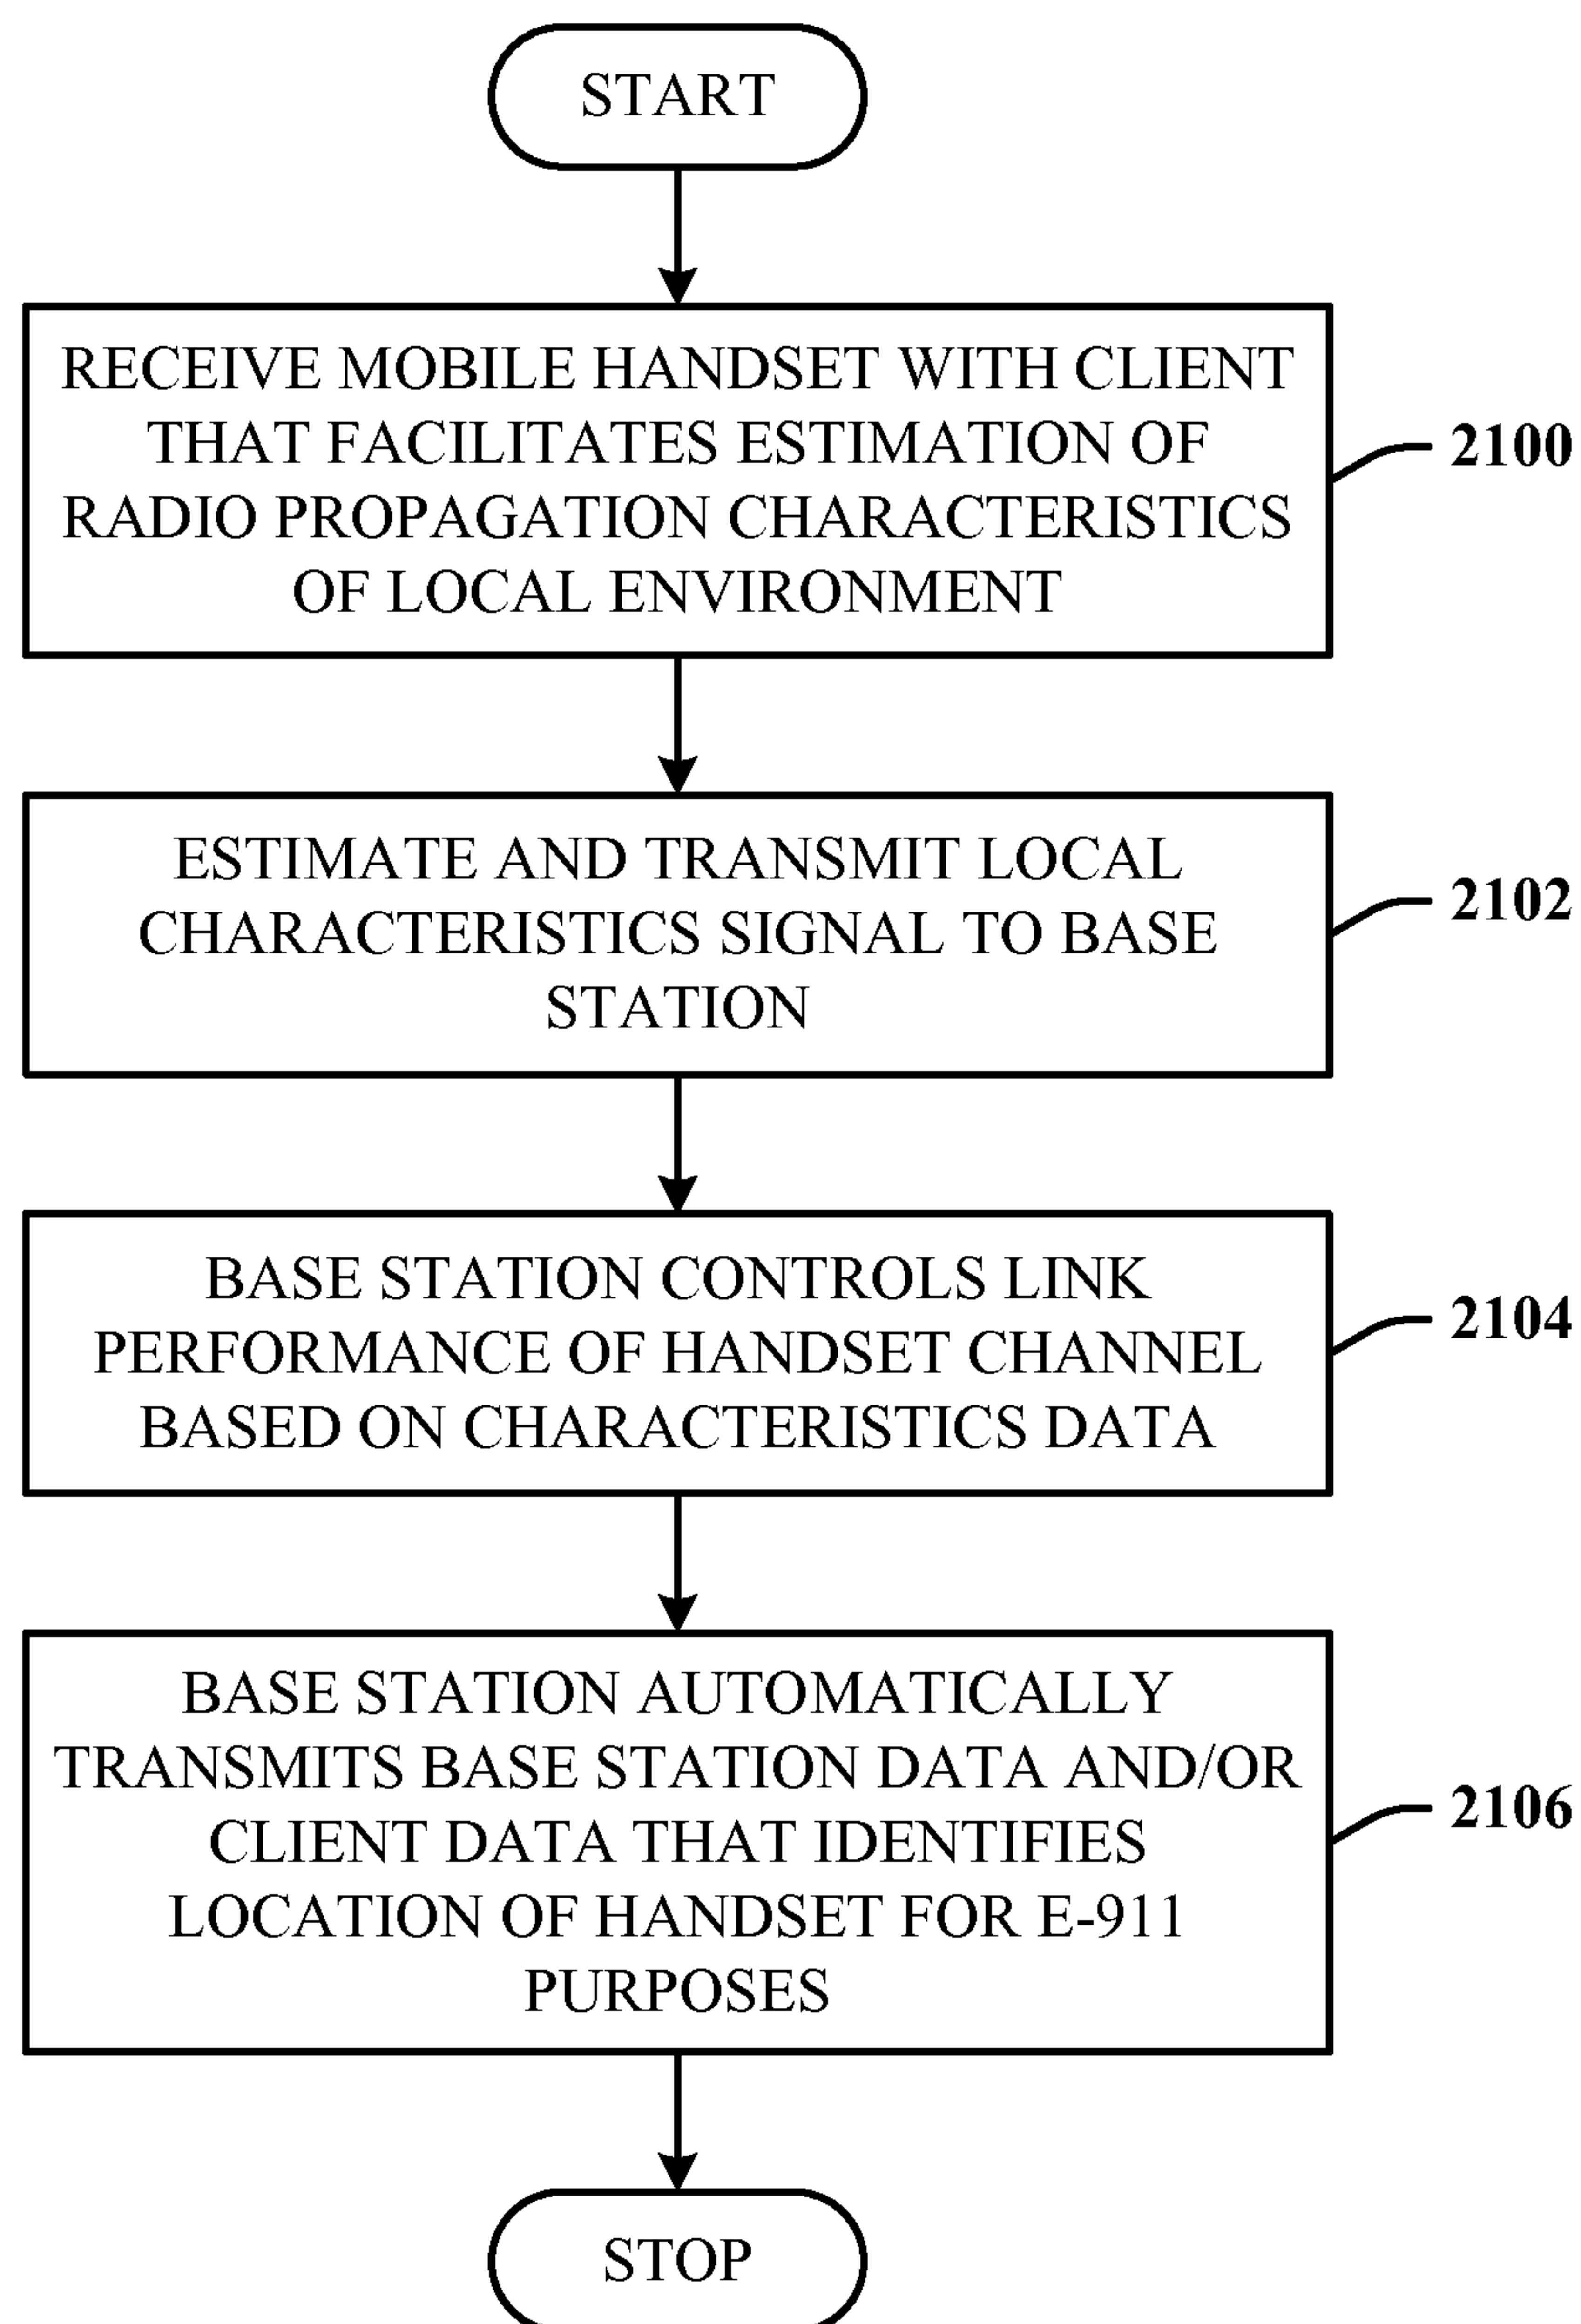 START
RECEIVE MOBILE HANDSET WITH CLIENT
THAT FACILITATES ESTIMATION OF
RADIO PROPAGATION CHARACTERISTICS
OF LOCAL ENVIRONMENT
2100
ESTIMATE AND TRANSMIT LOCAL
CHARACTERISTICS SIGNAL TO BASE
STATION
2102
BASE STATION CONTROLS LINK
PERFORMANCE OF HANDSET CHANNEL
BASED ON CHARACTERISTICS DATA
2104
BASE STATION AUTOMATICALLY
TRANSMITS BASE STATION DATA AND/OR
CLIENT DATA THAT IDENTIFIES
LOCATION OF HANDSET FOR E-911
PURPOSES
2106
STOP